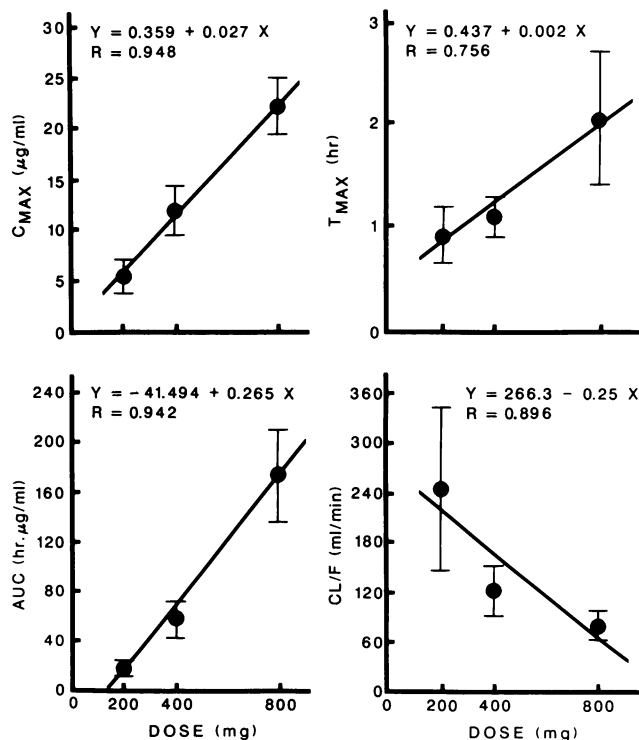 Y = 0.359 + 0.027 X
R = 0.948
30
25
20
15
10
5
0
C MAX (µg/ml)
Y = 0.437 + 0.002 X
R = 0.756
3
2
1
0
T MAX (hr)
Y = - 41.494 + 0.265 X
R = 0.942
240
200
160
120
80
40
0
AUC (hr.µg/ml)
0 200 400 800
DOSE (mg)
Y = 266.3 - 0.25 X
R = 0.896
360
300
240
180
120
60
0
CL/F (ml/min)
0 200 400 800
DOSE (mg)